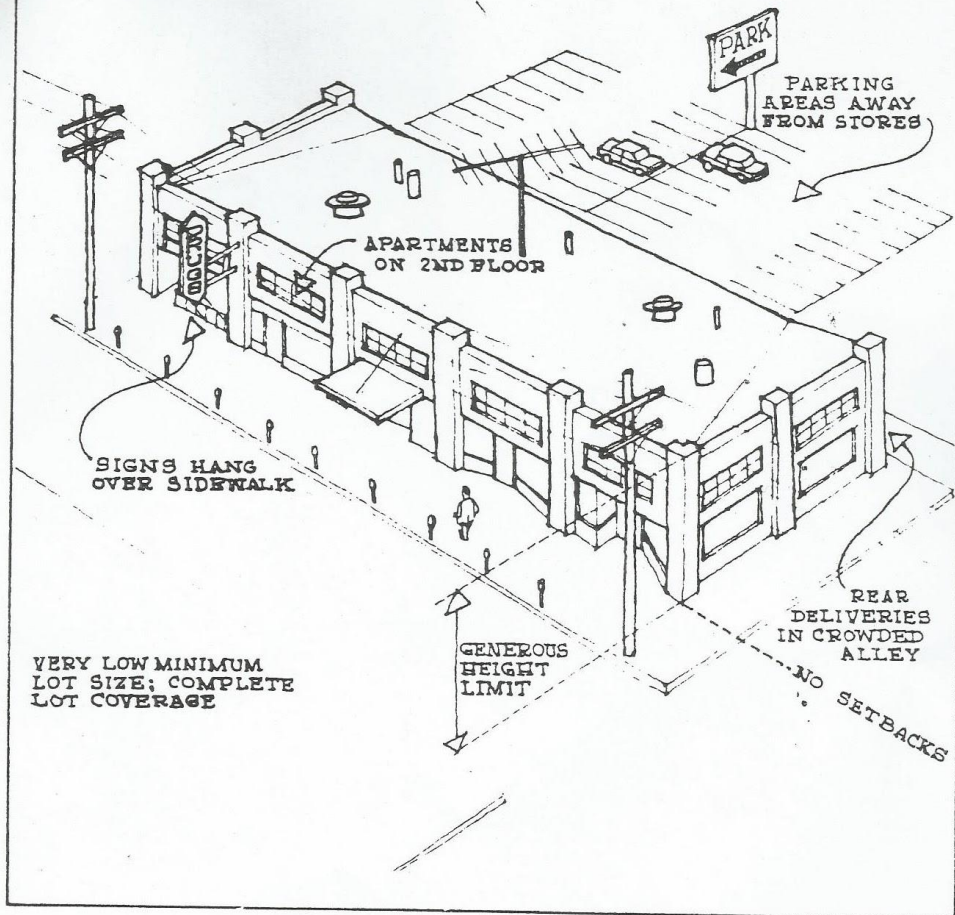 PARK
PARKING
AREAS AWAY
FROM STORES
APARTMENTS
ON 2ND FLOOR
DRUGS
SIGNS HANG
OVER SIDEWALK
REAR
DELIVERIES
IN CROWDED
ALLEY
GENEROUS
HEIGHT
LIMIT
VERY LOW MINIMUM
LOT SIZE; COMPLETE
LOT COVERAGE
NO SETBACKS